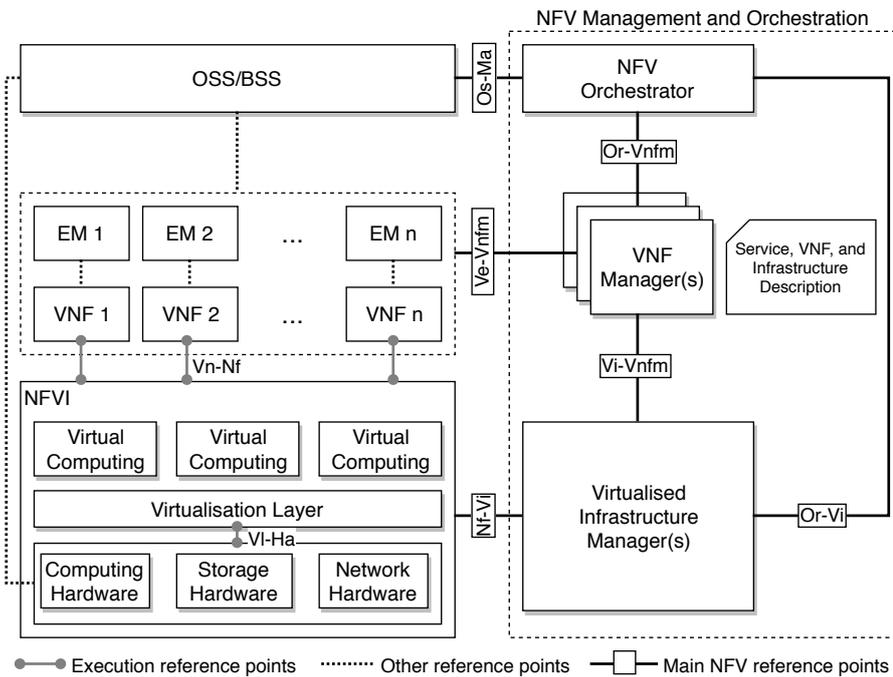 NFV Management and Orchestration
OSS/BSS
Os-Ma
NFV
Orchestrator
Or-Vnfm
EM 1
EM 2
...
EM n
Ve-Vnfm
VNF
Manager(s)
Service, VNF, and
Infrastructure
Description
VNF 1
VNF 2
...
VNF n
Vn-Nf
Vi-Vnfm
NFVI
Virtual
Computing
Virtual
Computing
Virtual
Computing
Virtualisation Layer
Nf-Vi
Virtualised
Infrastructure
Manager(s)
Or-Vi
VI-Ha
Computing
Hardware
Storage
Hardware
Network
Hardware
Execution reference points
Other reference points
Main NFV reference points